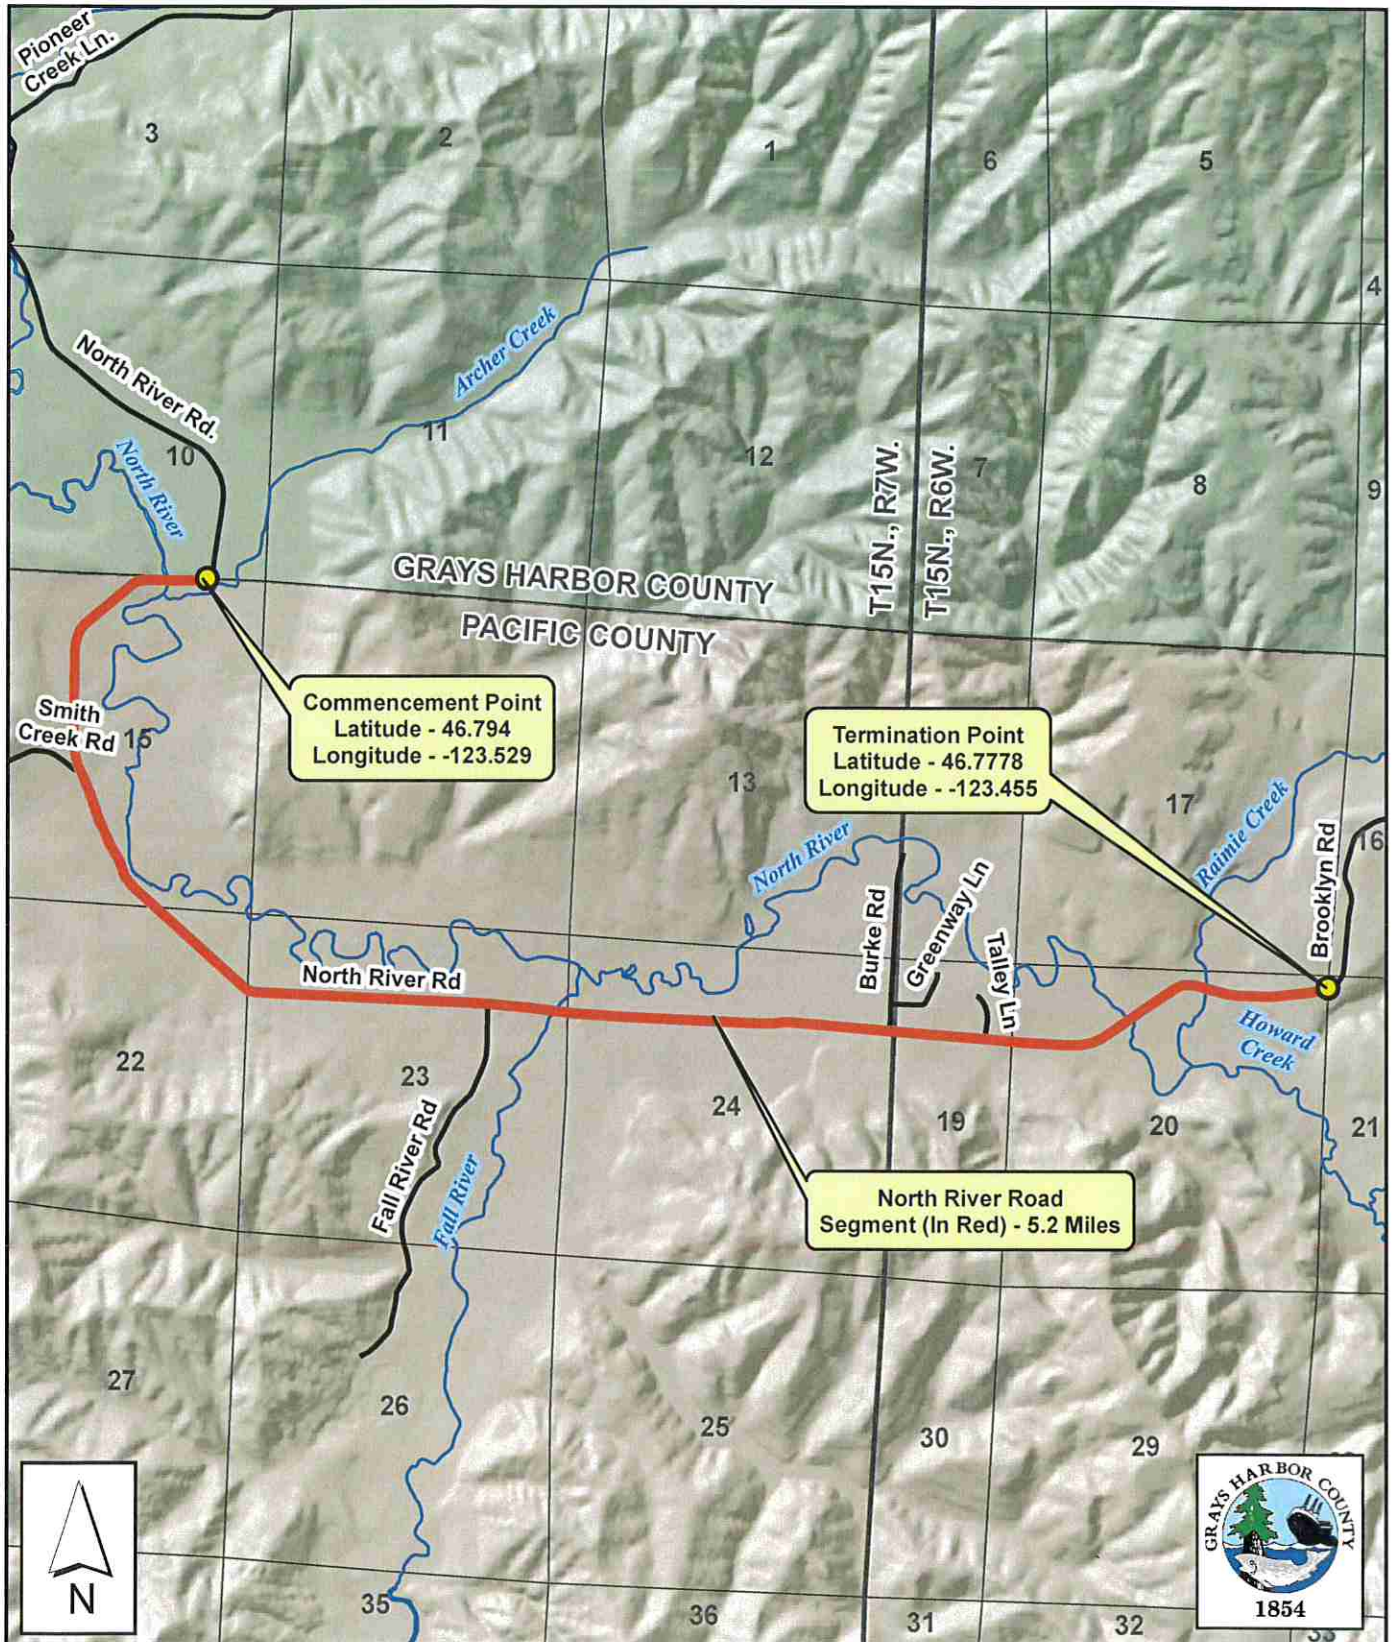 Pioneer
Creek Ln.
3
2
1
6
5
4
North River Rd.
Archer Creek
10
North River
11
12
T15N., R7W.
T15N., R6W.
7
8
9
GRAYS HARBOR COUNTY
PACIFIC COUNTY
Commencement Point
Latitude - 46.794
Longitude - -123.529
Smith
Creek Rd
15
13
Termination Point
Latitude - 46.7778
Longitude - -123.455
17
Raimie Creek
Brooklyn Rd
16
North River
Burke Rd
Greenway Ln
Talley Ln
North River Rd
Howard
Creek
22
23
24
19
20
21
Fall River Rd
Fall River
North River Road
Segment (In Red) - 5.2 Miles
27
26
25
30
29
N
35
36
31
32
33
GRAYS HARBOR COUNTY
1854